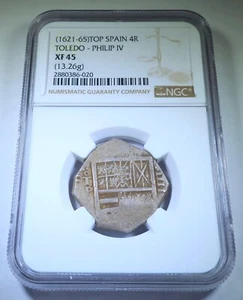 (1621-65)TOP SPAIN 4R
TOLEDO - PHILIP IV
XF 45
(13.26g)
2880386-020
NUMISMATIC GUARANTY COMPANY
NGC